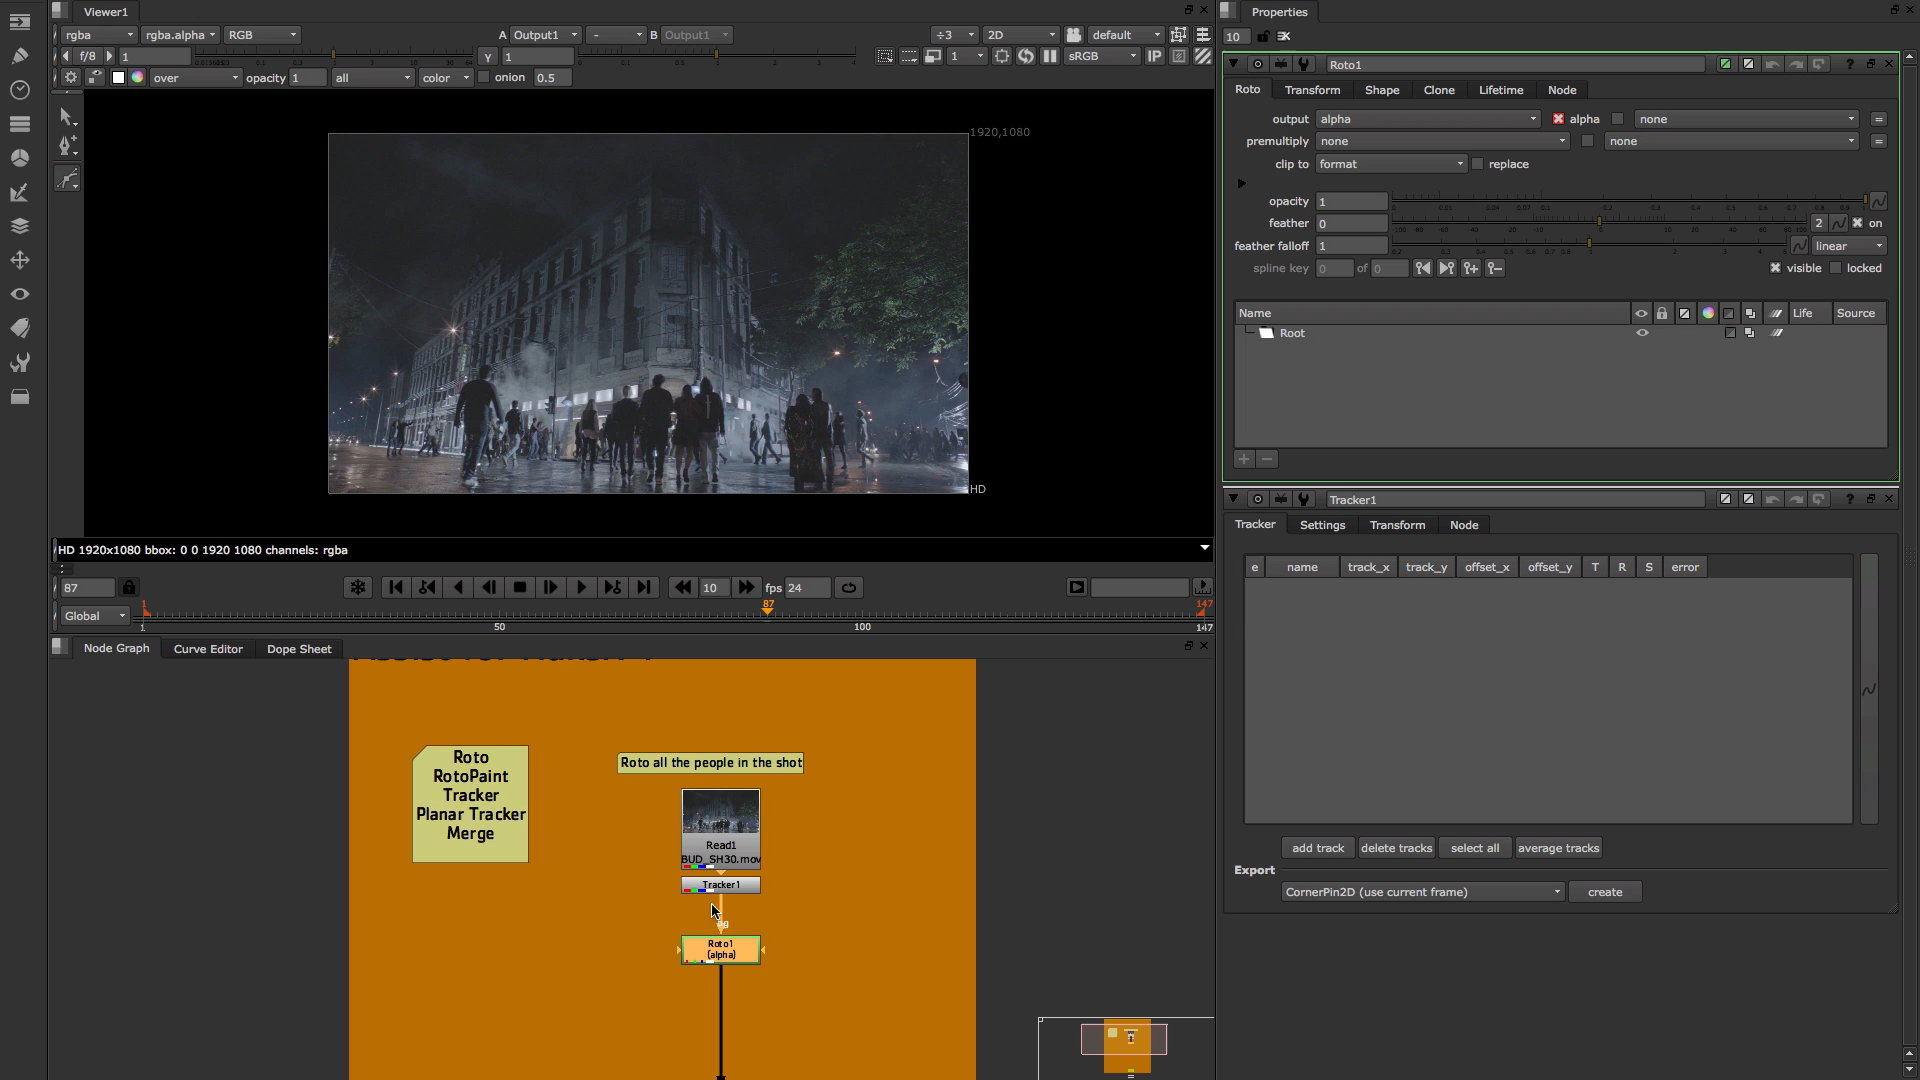 Viewer1
rgba rgba.alpha RGB A Output1 - B Output1 ÷3 2D default
f/8 1 γ 1 1 sRGB IP
over opacity 1 all color onion 0.5
1920,1080
HD
HD 1920x1080 bbox: 0 0 1920 1080 channels: rgba
87 10 fps 24
Global 1 87 147
1 50 100 147
Node Graph Curve Editor Dope Sheet
Roto
RotoPaint
Tracker
Planar Tracker
Merge
Roto all the people in the shot
Read1
BUD_SH30.mov
Tracker1
bg
Roto1
(alpha)
Properties
10
Roto1 ?
Roto Transform Shape Clone Lifetime Node
output alpha alpha none =
premultiply none none =
clip to format replace
opacity 1
feather 0 2 on
feather falloff 1 linear
spline key 0 of 0 visible locked
Name Life Source
Root
Tracker1 ?
Tracker Settings Transform Node
e name track_x track_y offset_x offset_y T R S error
add track delete tracks select all average tracks
Export
CornerPin2D (use current frame) create